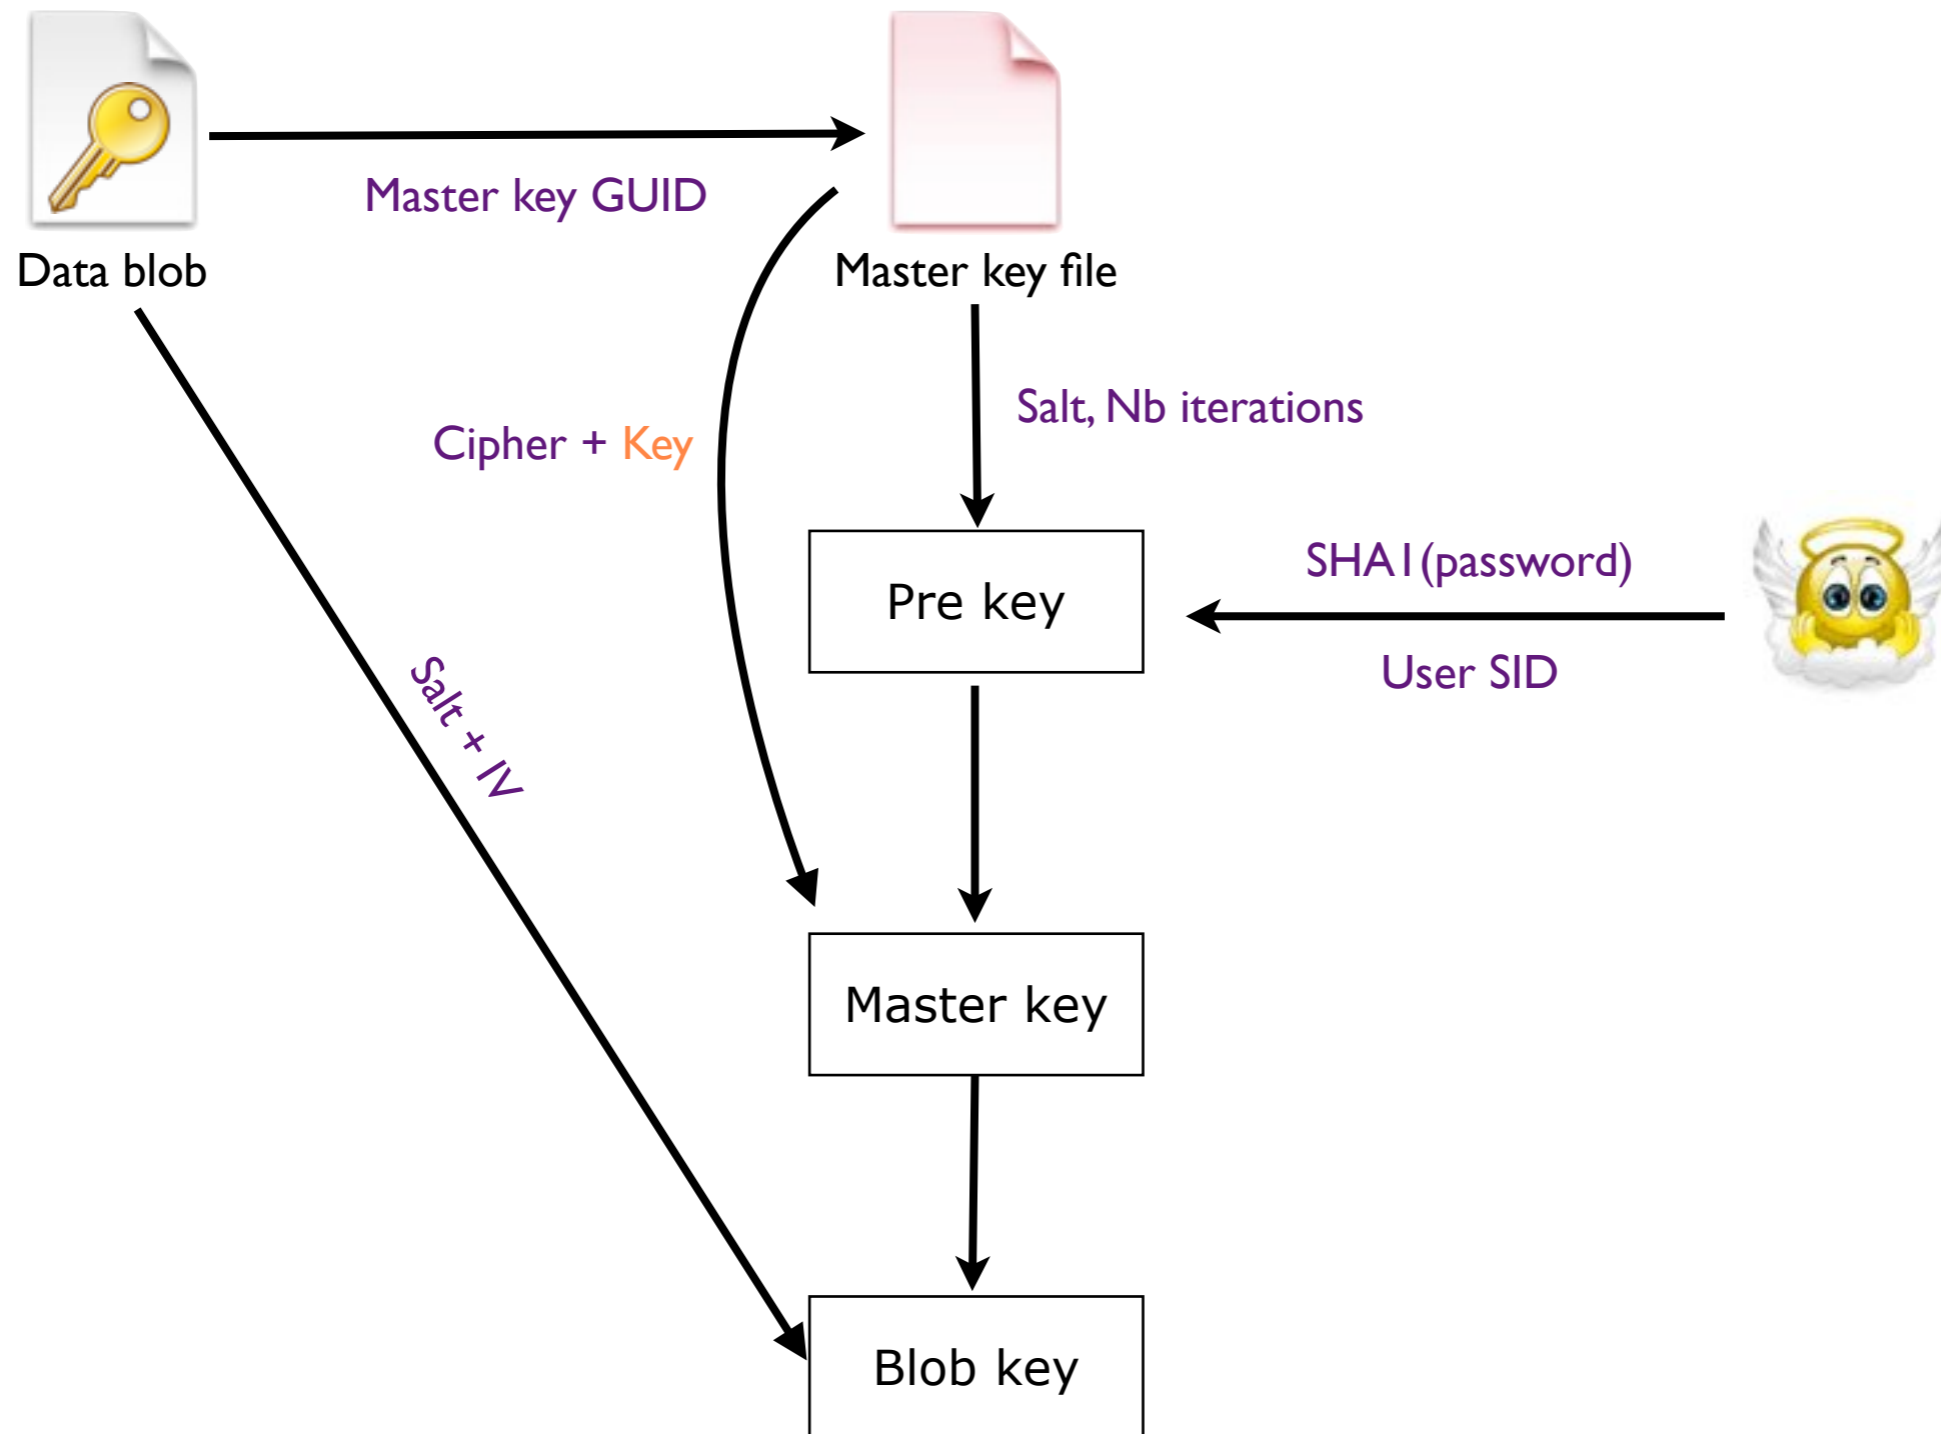 Master key GUID
Data blob
Master key file
Salt, Nb iterations
Cipher + Key
SHA1(password)
Pre key
User SID
Salt + IV
Master key
Blob key